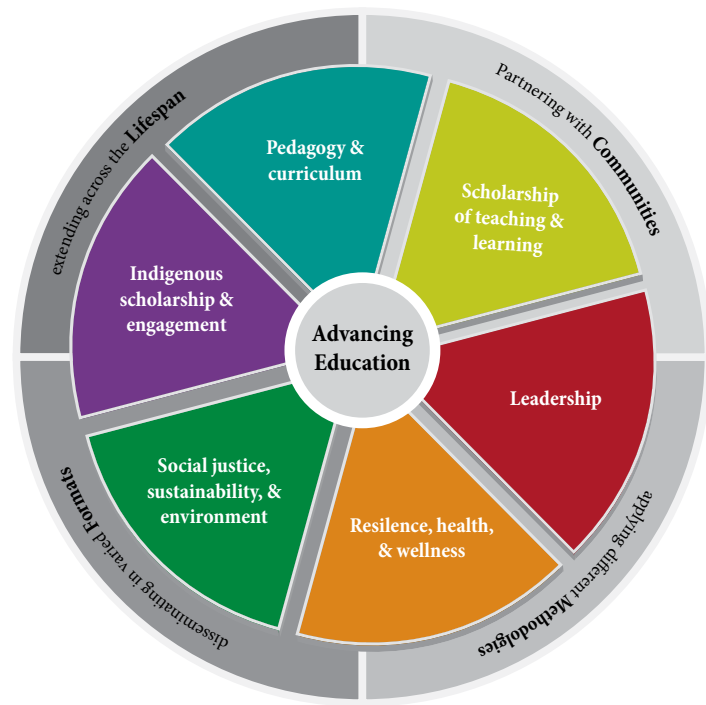 Partnering with Communities
applying different Methodolgies
disseminating in varied Formats
extending across the Lifespan
Pedagogy &
curriculum
Scholarship
of teaching &
learning
Leadership
Resilence, health,
& wellness
Social justice,
sustainability, &
environment
Indigenous
scholarship &
engagement
Advancing
Education